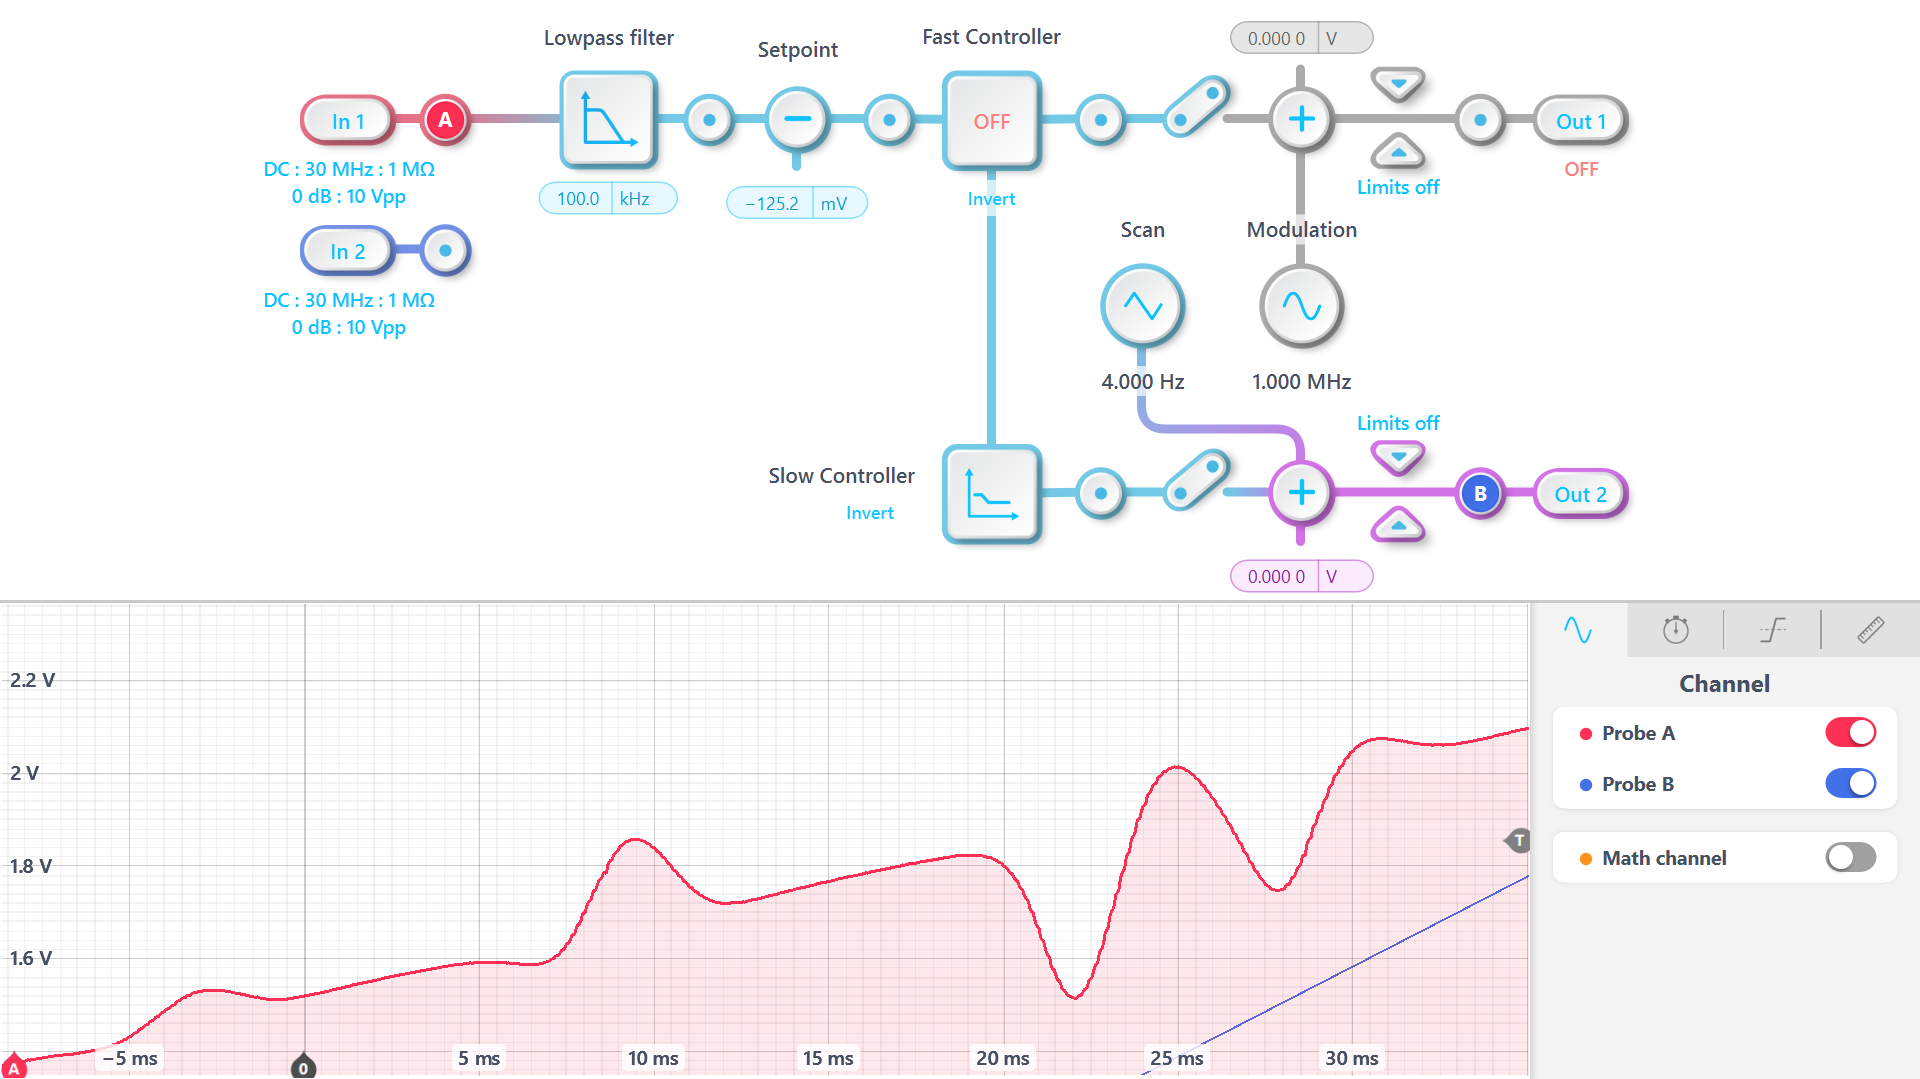 Lowpass filter
Setpoint
Fast Controller
0.000 0 V
In 1
A
OFF
Out 1
DC : 30 MHz : 1 MΩ
0 dB : 10 Vpp
100.0 kHz
−125.2 mV
Invert
Limits off
OFF
In 2
DC : 30 MHz : 1 MΩ
0 dB : 10 Vpp
Scan
Modulation
4.000 Hz
1.000 MHz
Limits off
Slow Controller
Invert
B
Out 2
0.000 0 V
2.2 V
2 V
1.8 V
1.6 V
−5 ms
5 ms
10 ms
15 ms
20 ms
25 ms
30 ms
A
0
T
Channel
Probe A
Probe B
Math channel